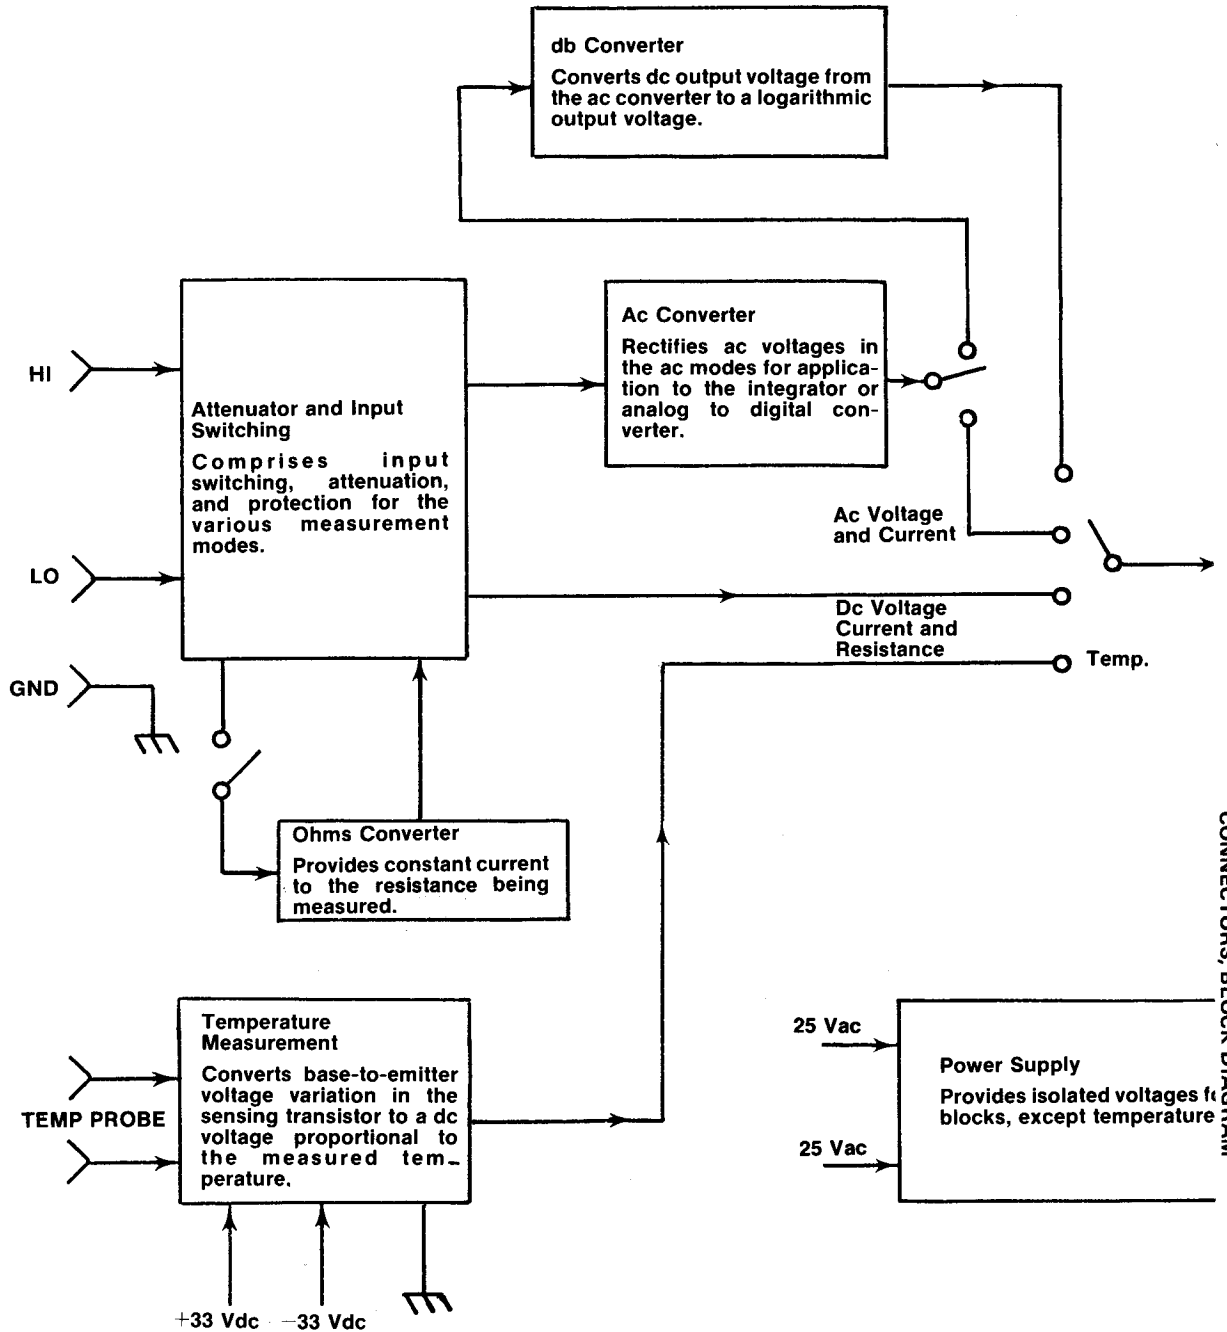 db Converter
Converts dc output voltage from
the ac converter to a logarithmic
output voltage.
Ac Converter
Rectifies ac voltages in
the ac modes for applica-
tion to the integrator or
analog to digital con-
verter.
HI
Attenuator and Input
Switching
Comprises input
switching, attenuation,
and protection for the
various measurement
modes.
LO
GND
Ac Voltage
and Current
Dc Voltage
Current and
Resistance
Temp.
Ohms Converter
Provides constant current
to the resistance being
measured.
Temperature
Measurement
Converts base-to-emitter
voltage variation in the
sensing transistor to a dc
voltage proportional to
the measured tem-
perature.
TEMP PROBE
+33 Vdc -33 Vdc
25 Vac
25 Vac
Power Supply
Provides isolated voltages
blocks, except temperature
CONNECTORS, BLOCK DIAGRAM